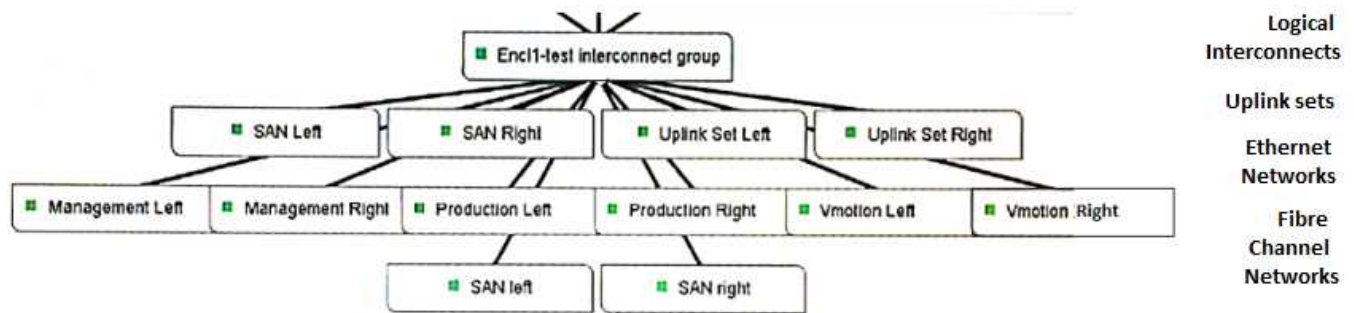 Logical
Interconnects
Encl1-test interconnect group
Uplink sets
SAN Left
SAN Right
Uplink Set Left
Uplink Set Right
Ethernet
Networks
Management Left
Management Right
Production Left
Production Right
Vmotion Left
Vmotion Right
Fibre
Channel
Networks
SAN left
SAN right